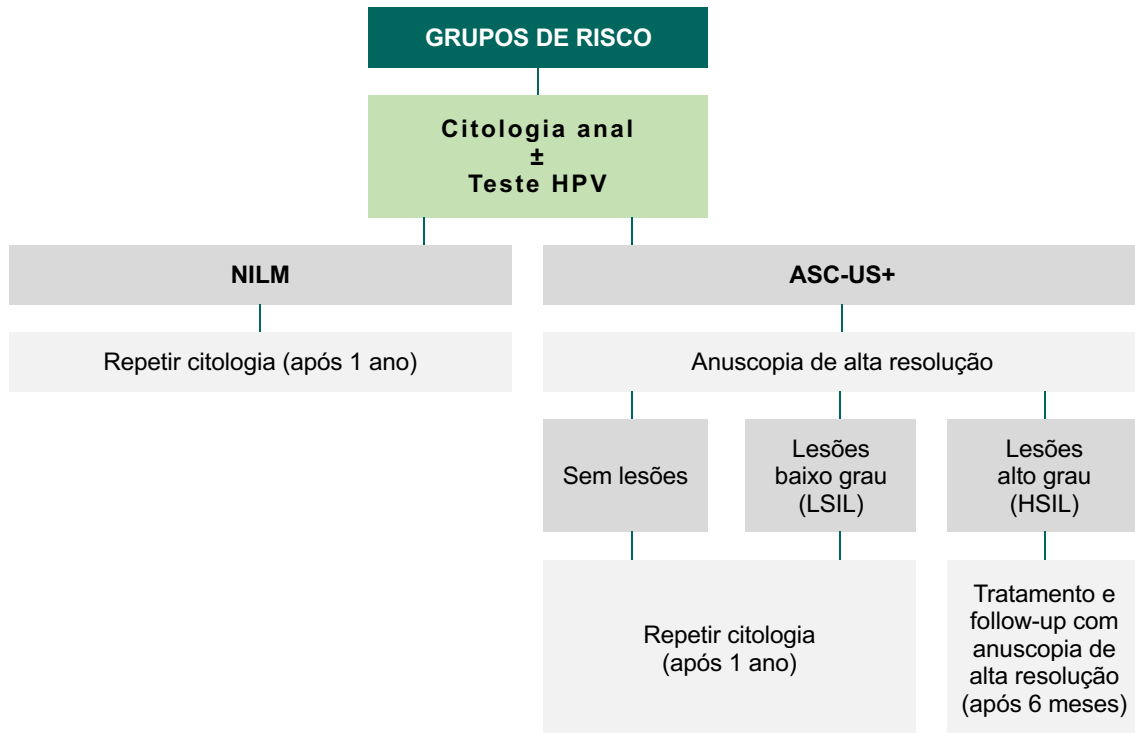 GRUPOS DE RISCO
Citologia anal
±
Teste HPV
NILM
ASC-US+
Repetir citologia (após 1 ano)
Anuscopia de alta resolução
Sem lesões
Lesões
baixo grau
(LSIL)
Lesões
alto grau
(HSIL)
Repetir citologia
(após 1 ano)
Tratamento e
follow-up com
anuscopia de
alta resolução
(após 6 meses)